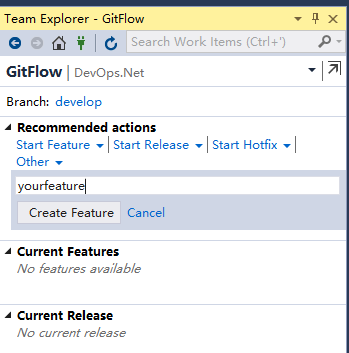 Team Explorer - GitFlow
Search Work Items (Ctrl+')
GitFlow | DevOps.Net
Branch: develop
Recommended actions
Start Feature | Start Release | Start Hotfix |
Other
yourfeature
Create Feature Cancel
Current Features
No features available
Current Release
No current release